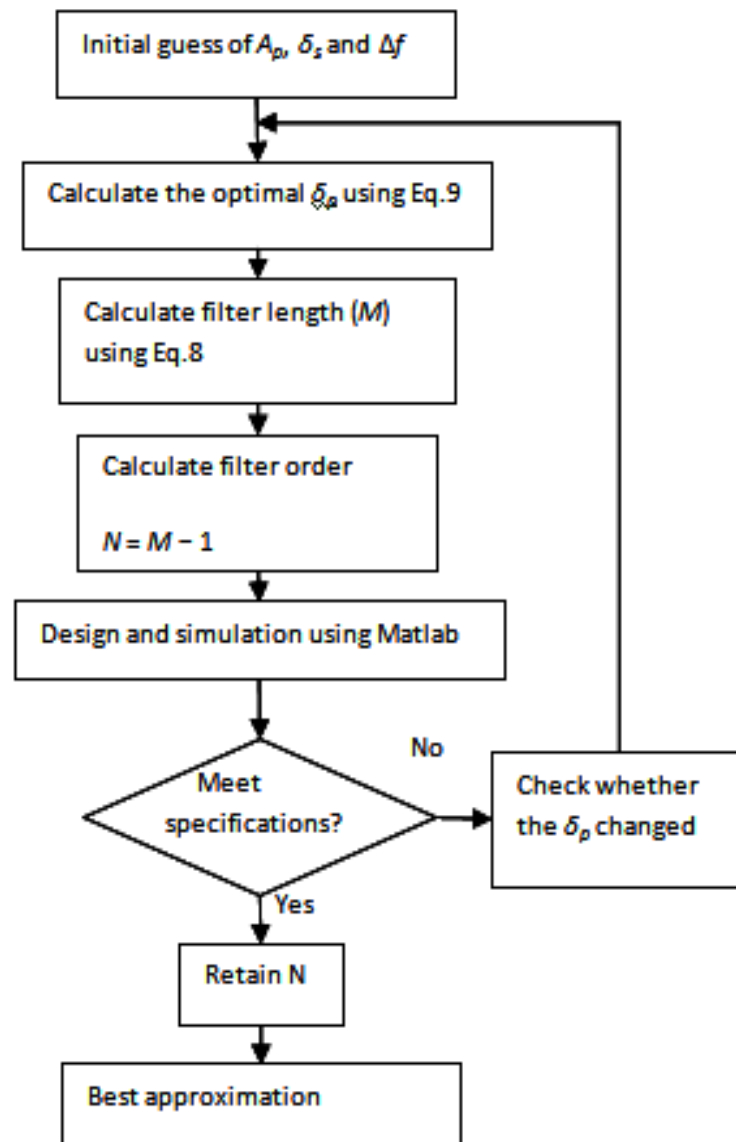 Initial guess of Aₚ, δₛ and Δf
Calculate the optimal δₚ using Eq.9
Calculate filter length (M)
using Eq.8
Calculate filter order
N = M − 1
Design and simulation using Matlab
No
Meet
specifications?
Check whether
the δₚ changed
Yes
Retain N
Best approximation